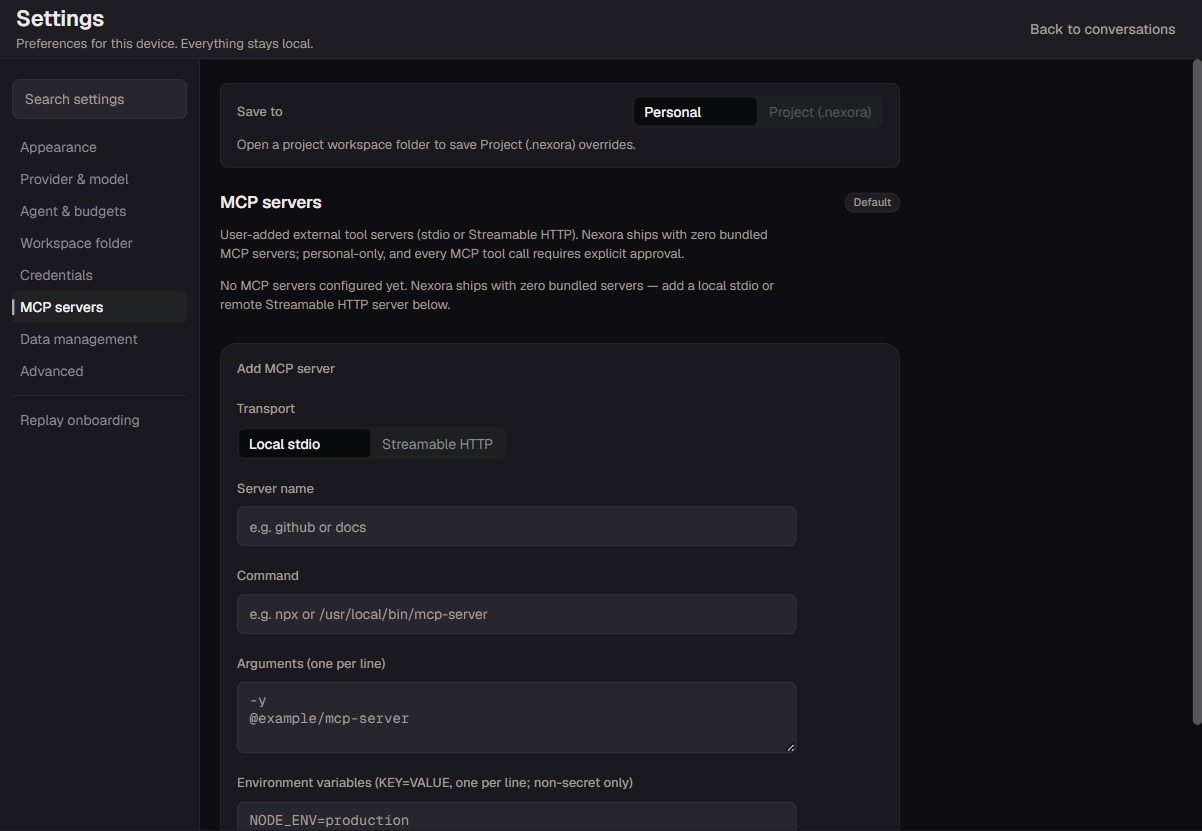 Settings
Preferences for this device. Everything stays local.
Back to conversations
Search settings
Appearance
Provider & model
Agent & budgets
Workspace folder
Credentials
MCP servers
Data management
Advanced
Replay onboarding
Save to
Personal
Project (.nexora)
Open a project workspace folder to save Project (.nexora) overrides.
MCP servers
Default
User-added external tool servers (stdio or Streamable HTTP). Nexora ships with zero bundled
MCP servers; personal-only, and every MCP tool call requires explicit approval.
No MCP servers configured yet. Nexora ships with zero bundled servers — add a local stdio or
remote Streamable HTTP server below.
Add MCP server
Transport
Local stdio
Streamable HTTP
Server name
e.g. github or docs
Command
e.g. npx or /usr/local/bin/mcp-server
Arguments (one per line)
-y
@example/mcp-server
Environment variables (KEY=VALUE, one per line; non-secret only)
NODE_ENV=production